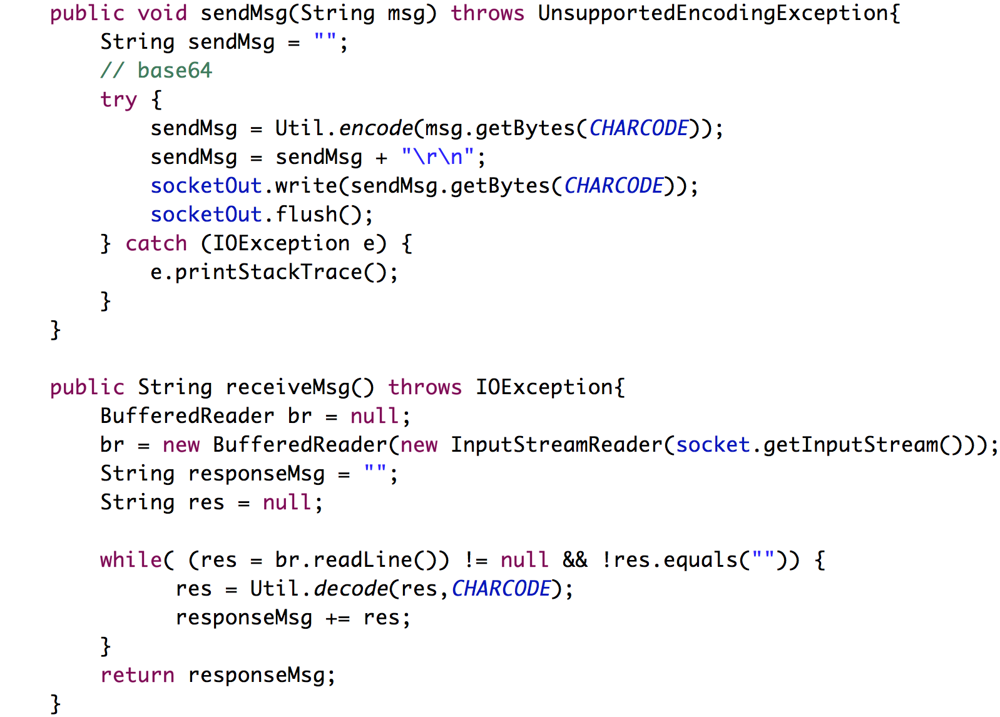 public void sendMsg(String msg) throws UnsupportedEncodingException{
    String sendMsg = "";
    // base64
    try {
        sendMsg = Util.encode(msg.getBytes(CHARCODE));
        sendMsg = sendMsg + "\r\n";
        socketOut.write(sendMsg.getBytes(CHARCODE));
        socketOut.flush();
    } catch (IOException e) {
        e.printStackTrace();
    }
}

public String receiveMsg() throws IOException{
    BufferedReader br = null;
    br = new BufferedReader(new InputStreamReader(socket.getInputStream()));
    String responseMsg = "";
    String res = null;

    while( (res = br.readLine()) != null && !res.equals("")) {
          res = Util.decode(res,CHARCODE);
          responseMsg += res;
    }
    return responseMsg;
}